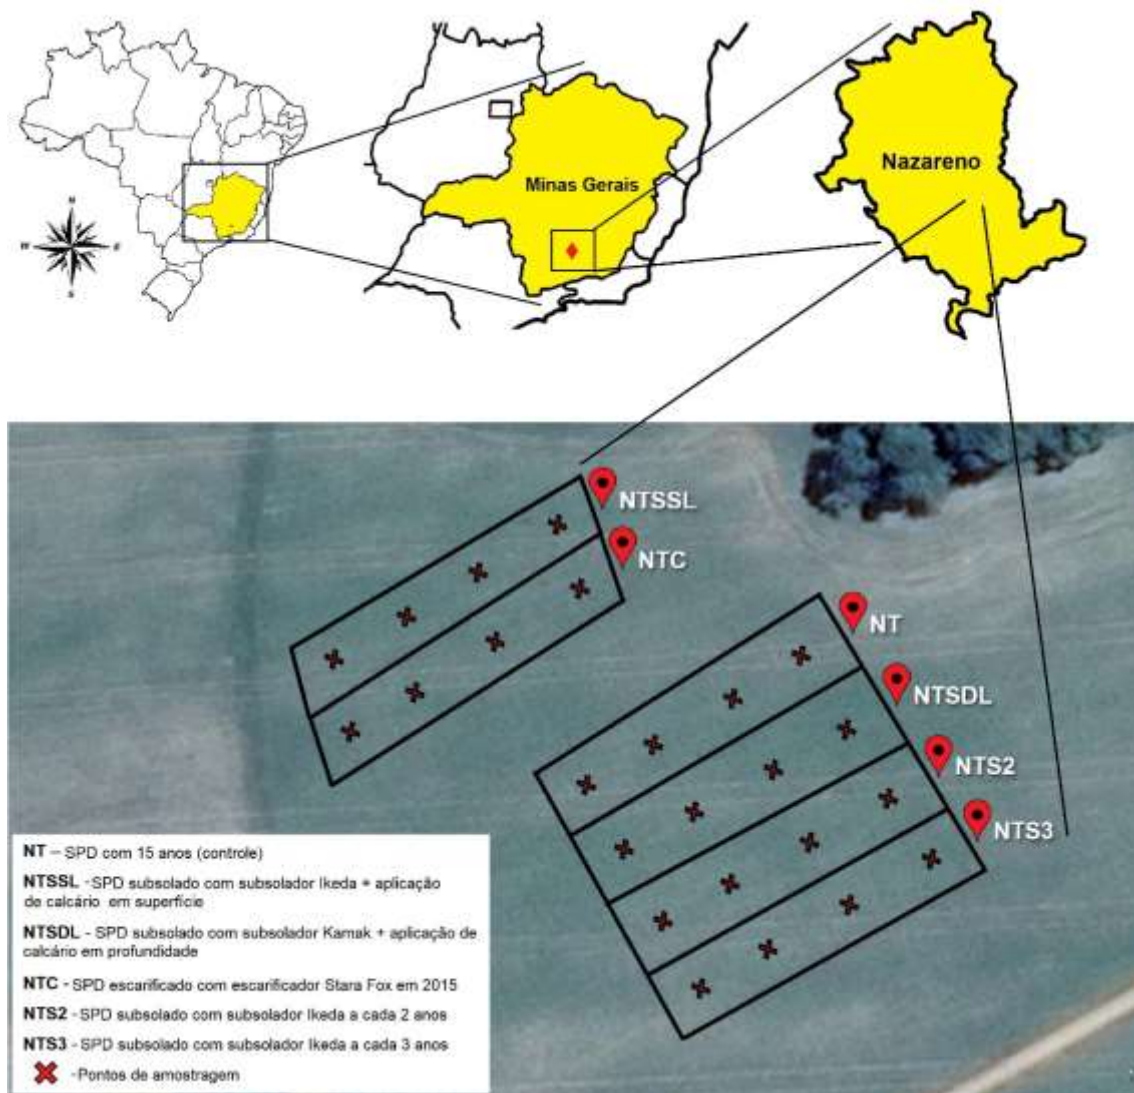 N
W
E
S
Minas Gerais
Nazareno
NTSSL
NTC
NT
NTSDL
NTS2
NTS3
NT – SPD com 15 anos (controle)
NTSSL - SPD subsolado com subsolador Ikeda + aplicação
de calcário em superfície
NTSDL - SPD subsolado com subsolador Kamak + aplicação de
calcário em profundidade
NTC - SPD escarificado com escarificador Stara Fox em 2015
NTS2 - SPD subsolado com subsolador Ikeda a cada 2 anos
NTS3 - SPD subsolado com subsolador Ikeda a cada 3 anos
-Pontos de amostragem